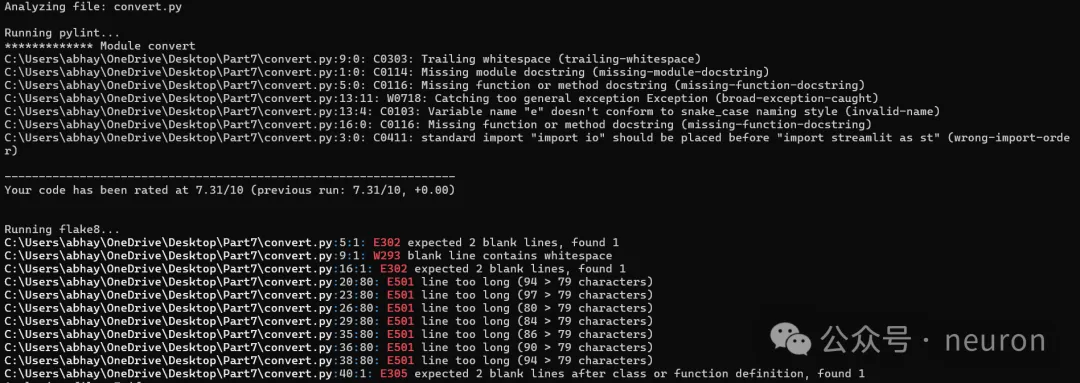 Analyzing file: convert.py
Running pylint...
************* Module convert
C:\Users\abhay\OneDrive\Desktop\Part7\convert.py:9:0: C0303: Trailing whitespace (trailing-whitespace)
C:\Users\abhay\OneDrive\Desktop\Part7\convert.py:1:0: C0114: Missing module docstring (missing-module-docstring)
C:\Users\abhay\OneDrive\Desktop\Part7\convert.py:5:0: C0116: Missing function or method docstring (missing-function-docstring)
C:\Users\abhay\OneDrive\Desktop\Part7\convert.py:13:11: W0718: Catching too general exception Exception (broad-exception-caught)
C:\Users\abhay\OneDrive\Desktop\Part7\convert.py:13:4: C0103: Variable name "e" doesn't conform to snake_case naming style (invalid-name)
C:\Users\abhay\OneDrive\Desktop\Part7\convert.py:16:0: C0116: Missing function or method docstring (missing-function-docstring)
C:\Users\abhay\OneDrive\Desktop\Part7\convert.py:3:0: C0411: standard import "import io" should be placed before "import streamlit as st" (wrong-import-orde
r)
------------------------------------------------------------------
Your code has been rated at 7.31/10 (previous run: 7.31/10, +0.00)
Running flake8...
C:\Users\abhay\OneDrive\Desktop\Part7\convert.py:5:1: E302 expected 2 blank lines, found 1
C:\Users\abhay\OneDrive\Desktop\Part7\convert.py:9:1: W293 blank line contains whitespace
C:\Users\abhay\OneDrive\Desktop\Part7\convert.py:16:1: E302 expected 2 blank lines, found 1
C:\Users\abhay\OneDrive\Desktop\Part7\convert.py:20:80: E501 line too long (94 > 79 characters)
C:\Users\abhay\OneDrive\Desktop\Part7\convert.py:23:80: E501 line too long (97 > 79 characters)
C:\Users\abhay\OneDrive\Desktop\Part7\convert.py:26:80: E501 line too long (80 > 79 characters)
C:\Users\abhay\OneDrive\Desktop\Part7\convert.py:29:80: E501 line too long (84 > 79 characters)
C:\Users\abhay\OneDrive\Desktop\Part7\convert.py:35:80: E501 line too long (86 > 79 characters)
C:\Users\abhay\OneDrive\Desktop\Part7\convert.py:36:80: E501 line too long (90 > 79 characters)
C:\Users\abhay\OneDrive\Desktop\Part7\convert.py:38:80: E501 line too long (94 > 79 characters)
C:\Users\abhay\OneDrive\Desktop\Part7\convert.py:40:1: E305 expected 2 blank lines after class or function definition, found 1
公众号 · neuron